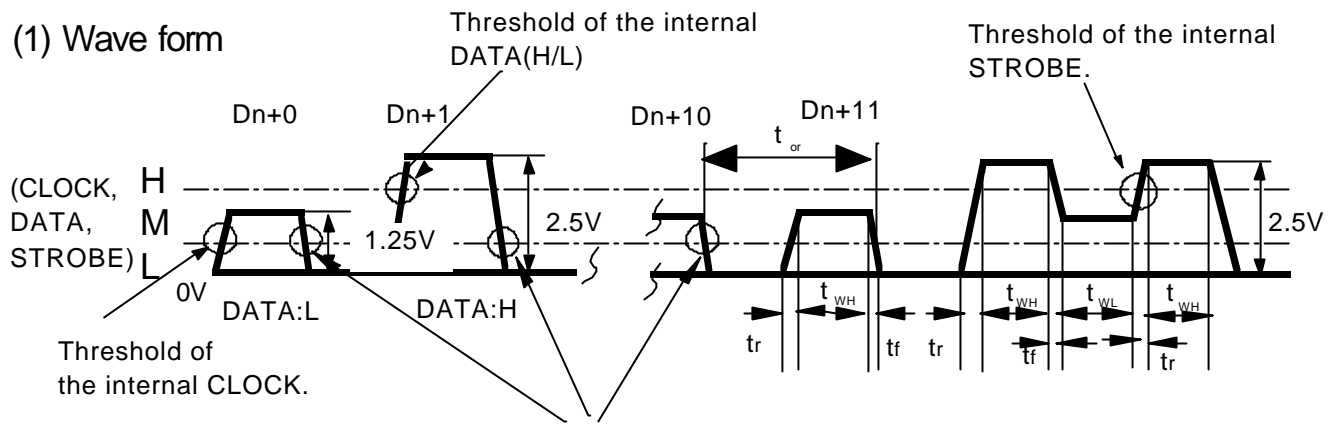 (1) Wave form
Threshold of the internal
DATA(H/L)
Threshold of the internal
STROBE.
Dn+0
Dn+1
Dn+10
Dn+11
t or
(CLOCK,
DATA,
STROBE)
H
M
L
1.25V
2.5V
2.5V
0V
DATA:L
DATA:H
t WH
t WH
t WL
t WH
tr
tf
tr
tf
tr
Threshold of
the internal CLOCK.